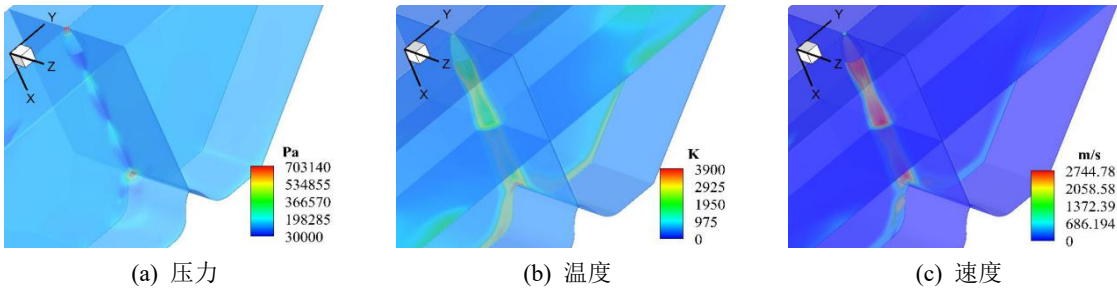 Y
Z
X
Pa
703140
534855
366570
198285
30000
(a) 压力
Y
Z
X
K
3900
2925
1950
975
0
(b) 温度
Y
Z
X
m/s
2744.78
2058.58
1372.39
686.194
0
(c) 速度